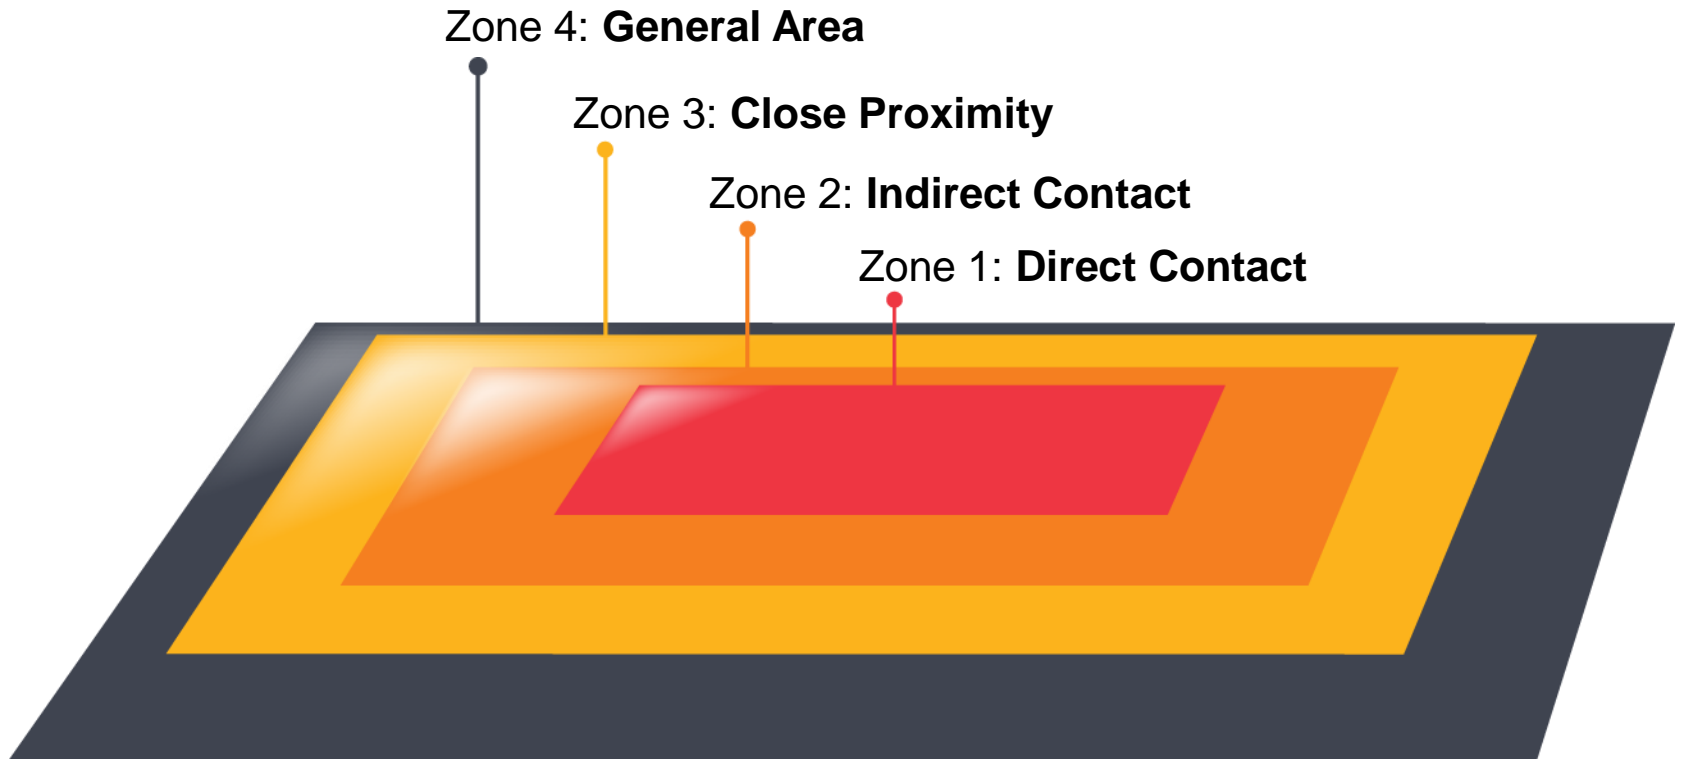 Zone 4: General Area
Zone 3: Close Proximity
Zone 2: Indirect Contact
Zone 1: Direct Contact